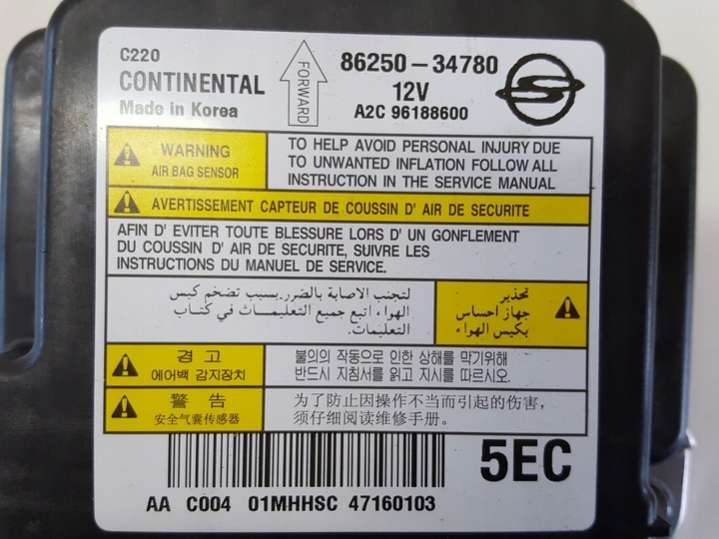 C220
CONTINENTAL
Made in Korea
FORWARD
86250-34780
12V
A2C 96188600
WARNING
AIR BAG SENSOR
TO HELP AVOID PERSONAL INJURY DUE
TO UNWANTED INFLATION FOLLOW ALL
INSTRUCTION IN THE SERVICE MANUAL
AVERTISSEMENT CAPTEUR DE COUSSIN D' AIR DE SECURITE
AFIN D' EVITER TOUTE BLESSURE LORS D' UN GONFLEMENT
DU COUSSIN D' AIR DE SECURITE, SUIVRE LES
INSTRUCTIONS DU MANUEL DE SERVICE.
تحذير
جهاز احساس
بكيس الهواء
لتجنب الاصابة بالضرر.بسبب تضخم كيس
الهواء اتبع جميع التعليمــات في كتــاب
التعليمات.
경 고
에어백 감지장치
불의의 작동으로 인한 상해를 막기위해
반드시 지침서를 읽고 지시를 따르시오.
警 告
安全气囊传感器
为了防止因操作不当而引起的伤害,
须仔细阅读维修手册。
5EC
AA C004 01MHHSC 47160103